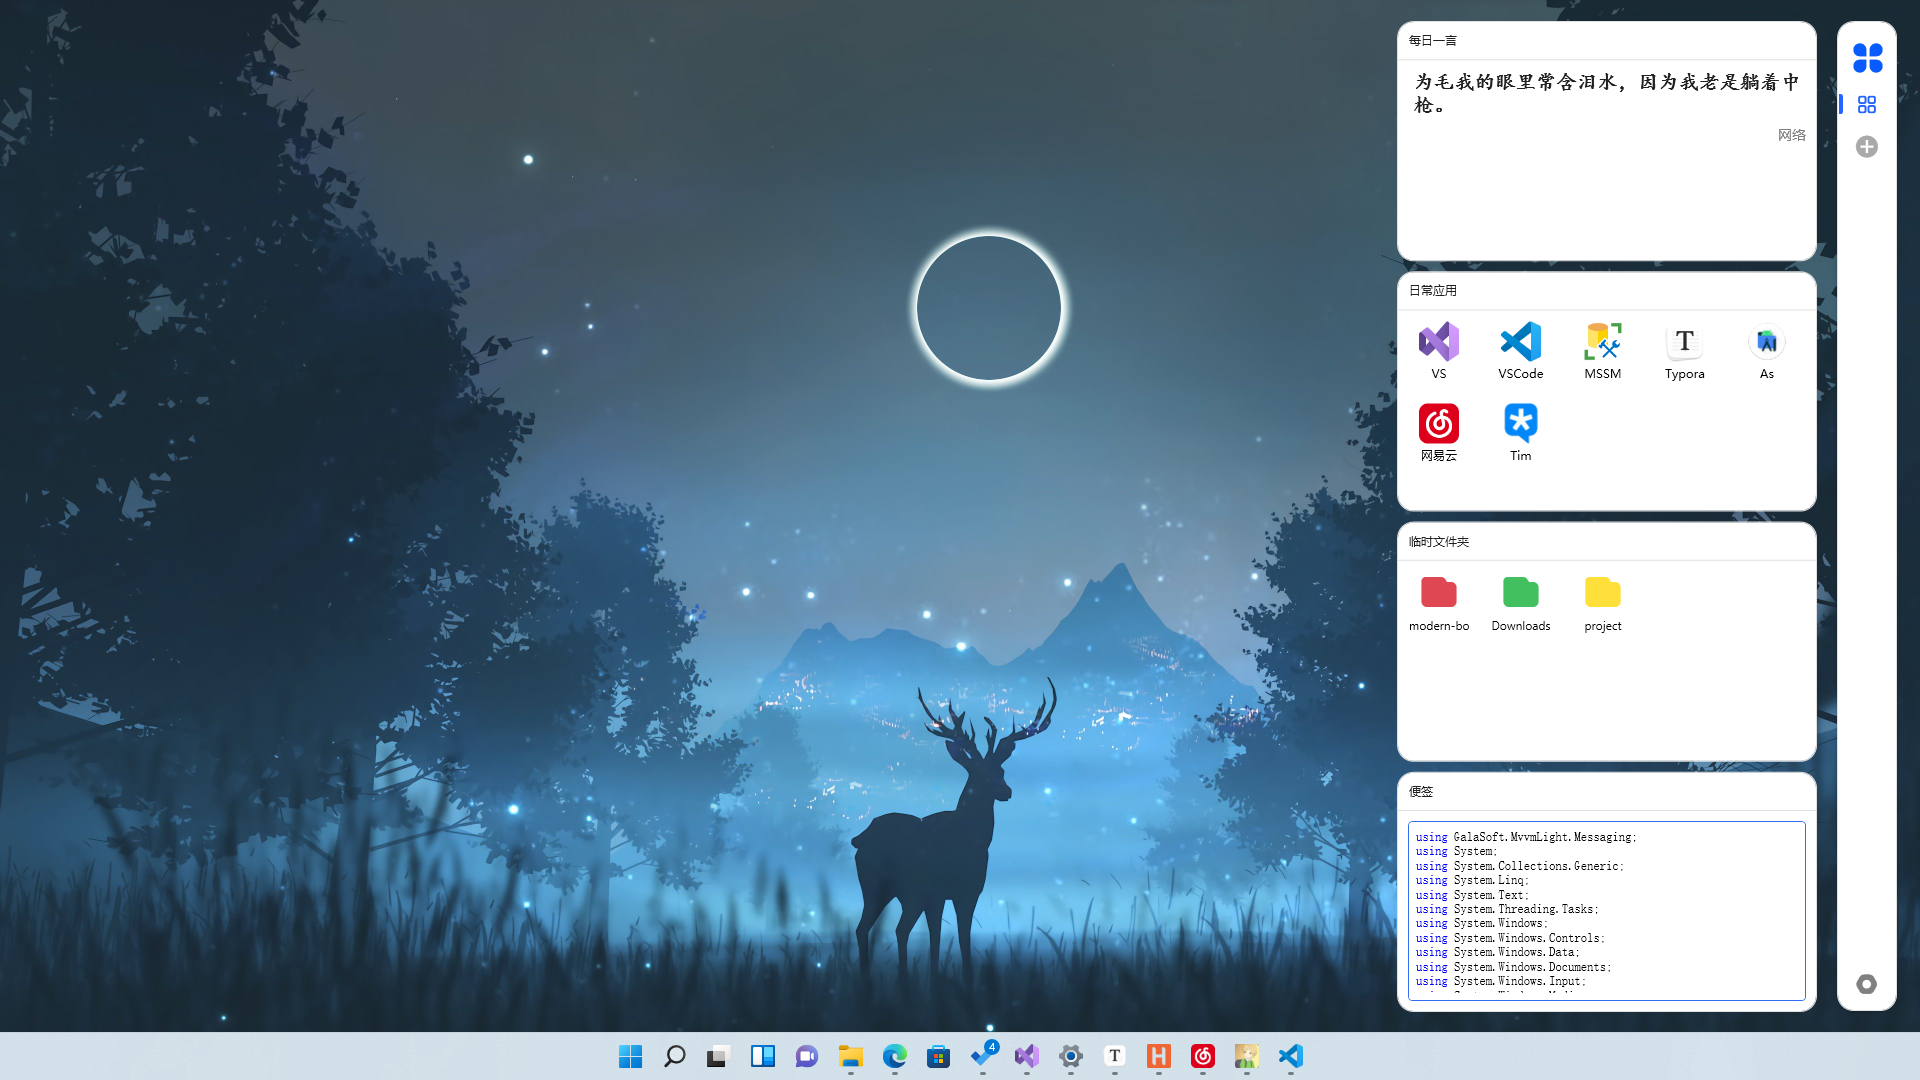 每日一言
为毛我的眼里常含泪水，因为我老是躺着中
枪。
网络
日常应用
VS
VSCode
MSSM
Typora
As
网易云
Tim
临时文件夹
modern-bo
Downloads
project
便签
using GalaSoft.MvvmLight.Messaging;
using System;
using System.Collections.Generic;
using System.Linq;
using System.Text;
using System.Threading.Tasks;
using System.Windows;
using System.Windows.Controls;
using System.Windows.Data;
using System.Windows.Documents;
using System.Windows.Input;
4